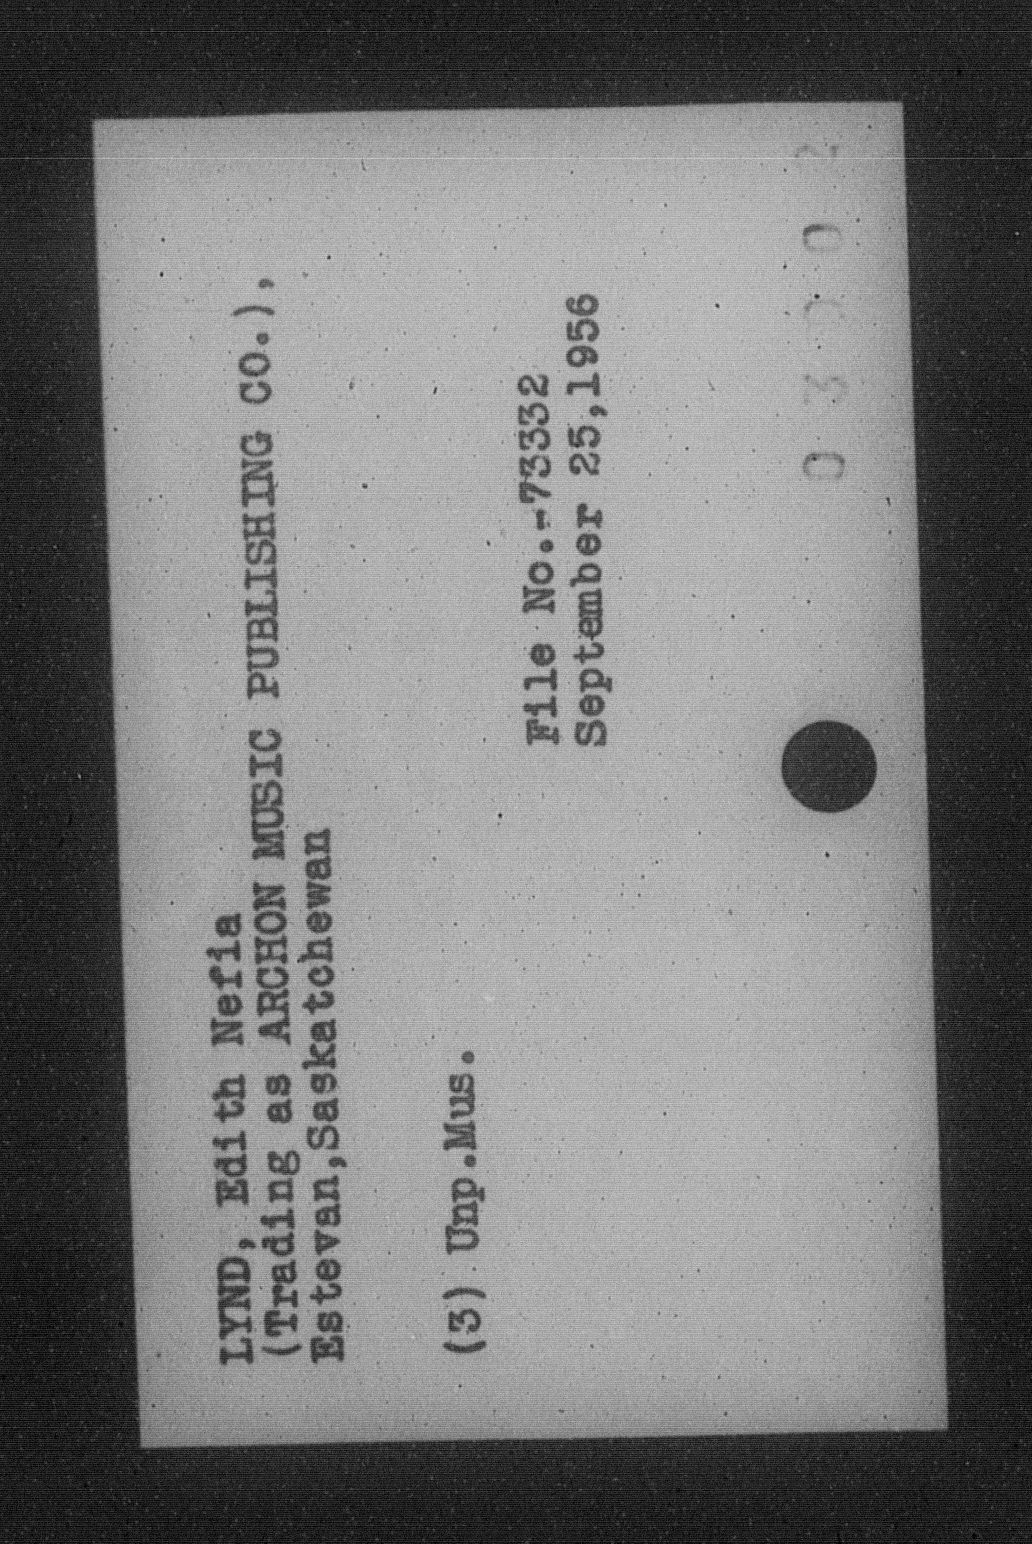 LYND, Edith Nefia
(Trading as ARCHON MUSIC PUBLISHING CO.),
Estevan,Saskatchewan
(3) Unp.Mus.
File No.-73332
September 25,1956